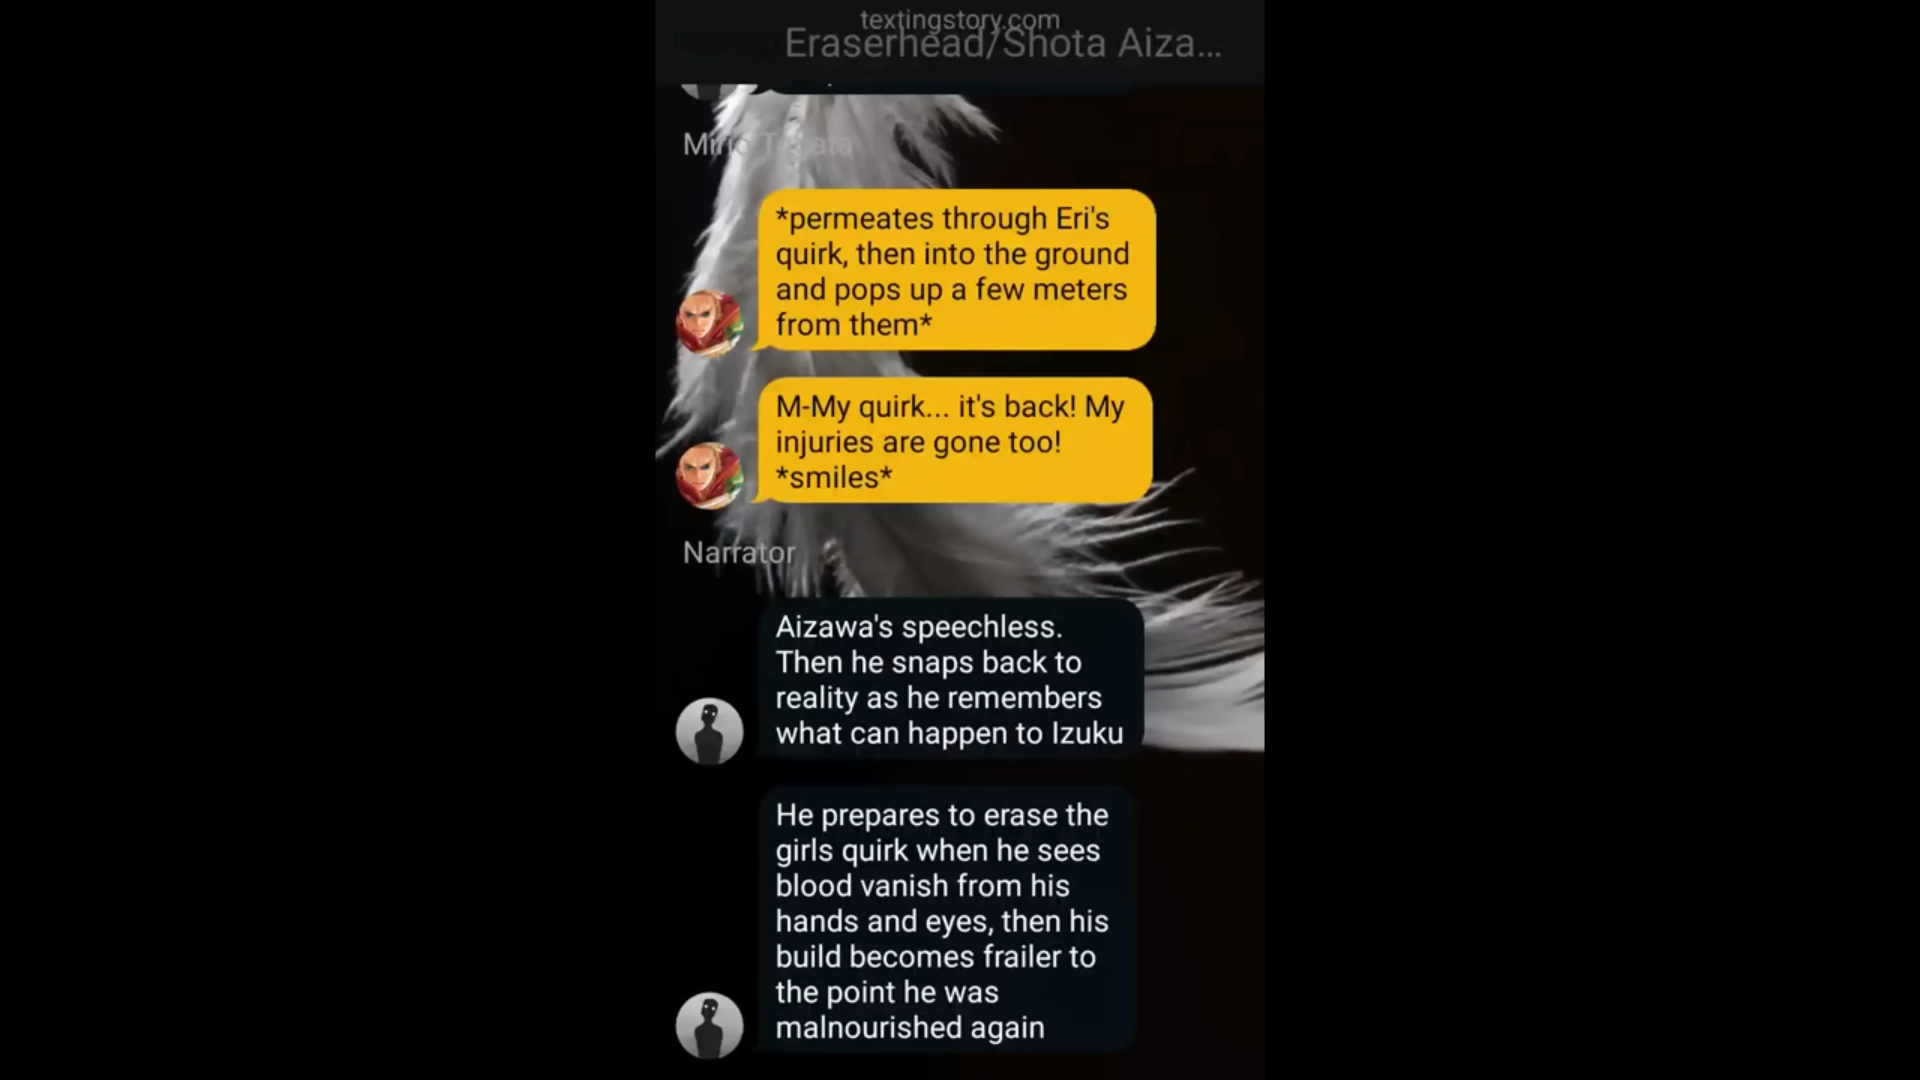 textingstory.com
Eraserhead/Shota Aiza...
Mirio Togata
*permeates through Eri's
quirk, then into the ground
and pops up a few meters
from them*
M-My quirk... it's back! My
injuries are gone too!
*smiles*
Narrator
Aizawa's speechless.
Then he snaps back to
reality as he remembers
what can happen to Izuku
He prepares to erase the
girls quirk when he sees
blood vanish from his
hands and eyes, then his
build becomes frailer to
the point he was
malnourished again